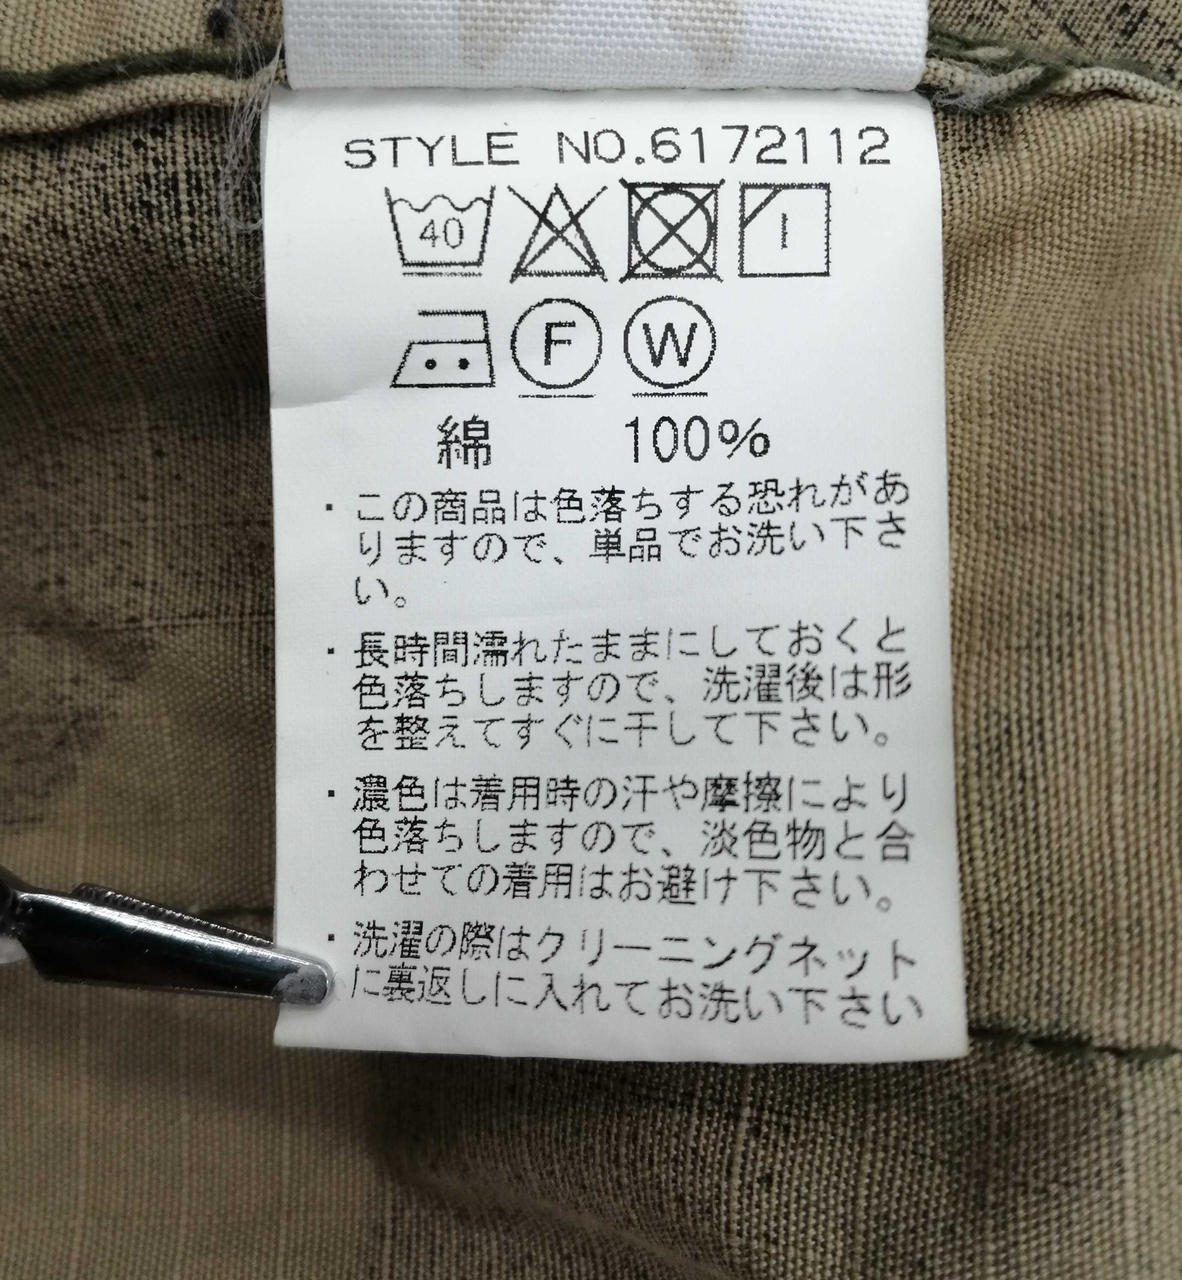 STYLE NO.6172112
40
F W
綿 100%
・この商品は色落ちする恐れがあ
りますので、単品でお洗い下さ
い。
・長時間濡れたままにしておくと
色落ちしますので、洗濯後は形
を整えてすぐに干して下さい。
・濃色は着用時の汗や摩擦により
色落ちしますので、淡色物と合
わせての着用はお避け下さい。
・洗濯の際はクリーニングネット
に裏返しに入れてお洗い下さい